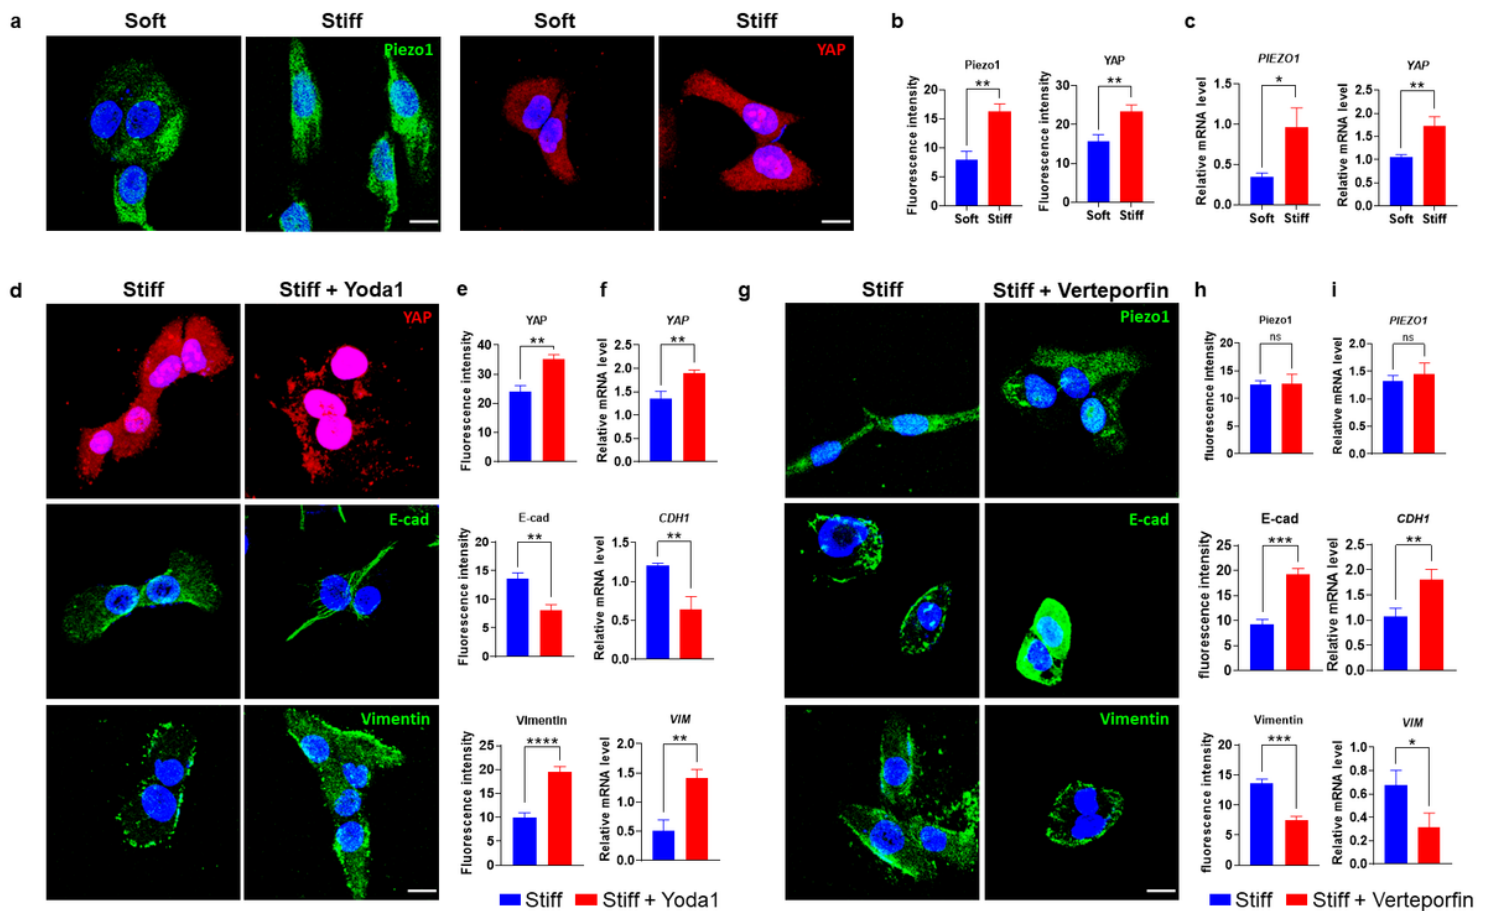 a
Soft
Stiff
Soft
Stiff
b
c
Piezo1
YAP
Piezo1
Fluorescence intensity
20
15
10
5
0
**
Soft Stiff
YAP
Fluorescence intensity
30
20
10
0
**
Soft Stiff
PIEZO1
Relative mRNA level
1.5
1.0
0.5
0.0
*
Soft Stiff
YAP
Relative mRNA level
2.5
2.0
1.5
1.0
0.5
0.0
**
Soft Stiff
d
Stiff
Stiff + Yoda1
e
f
g
Stiff
Stiff + Verteporfin
h
i
YAP
E-cad
Vimentin
YAP
Fluorescence intensity
40
30
20
10
0
**
YAP
Relative mRNA level
2.5
2.0
1.5
1.0
0.5
0.0
**
E-cad
Fluorescence intensity
20
15
10
5
0
**
CDH1
Relative mRNA level
1.5
1.0
0.5
0.0
**
Vimentin
Fluorescence intensity
25
20
15
10
5
0
****
VIM
Relative mRNA level
2.0
1.5
1.0
0.5
0.0
**
Stiff
Stiff + Yoda1
Piezo1
E-cad
Vimentin
Piezo1
fluorescence intensity
20
15
10
5
0
ns
PIEZO1
Relative mRNA level
2.0
1.5
1.0
0.5
0.0
ns
E-cad
fluorescence intensity
25
20
15
10
5
0
***
CDH1
Relative mRNA level
2.5
2.0
1.5
1.0
0.5
0.0
**
Vimentin
fluorescence intensity
20
15
10
5
0
***
VIM
Relative mRNA level
1.0
0.8
0.6
0.4
0.2
0.0
*
Stiff
Stiff + Verteporfin